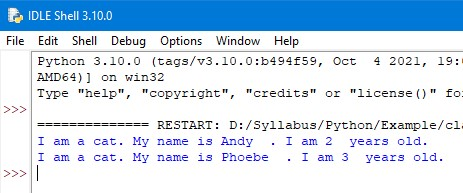 IDLE Shell 3.10.0
File Edit Shell Debug Options Window Help
Python 3.10.0 (tags/v3.10.0:b494f59, Oct  4 2021, 19:0
AMD64)] on win32
Type "help", "copyright", "credits" or "license()" fo
>>>
============== RESTART: D:/Syllabus/Python/Example/cla
I am a cat. My name is Andy  . I am 2  years old.
I am a cat. My name is Phoebe  . I am 3  years old.
>>>